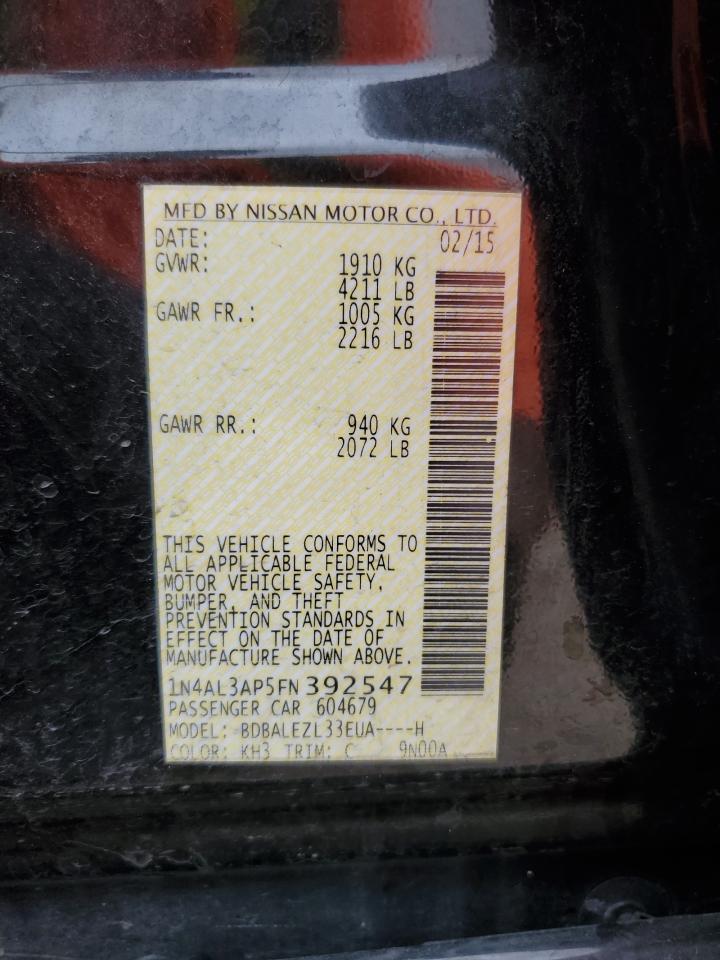 MFD BY NISSAN MOTOR CO., LTD.
DATE: 02/15
GVWR: 1910 KG
4211 LB
GAWR FR.: 1005 KG
2216 LB
GAWR RR.: 940 KG
2072 LB
THIS VEHICLE CONFORMS TO
ALL APPLICABLE FEDERAL
MOTOR VEHICLE SAFETY,
BUMPER, AND THEFT
PREVENTION STANDARDS IN
EFFECT ON THE DATE OF
MANUFACTURE SHOWN ABOVE.
1N4AL3AP5FN392547
PASSENGER CAR 604679
MODEL: BDBALEZL33EUA----H
COLOR: KH3 TRIM: C 9N00A